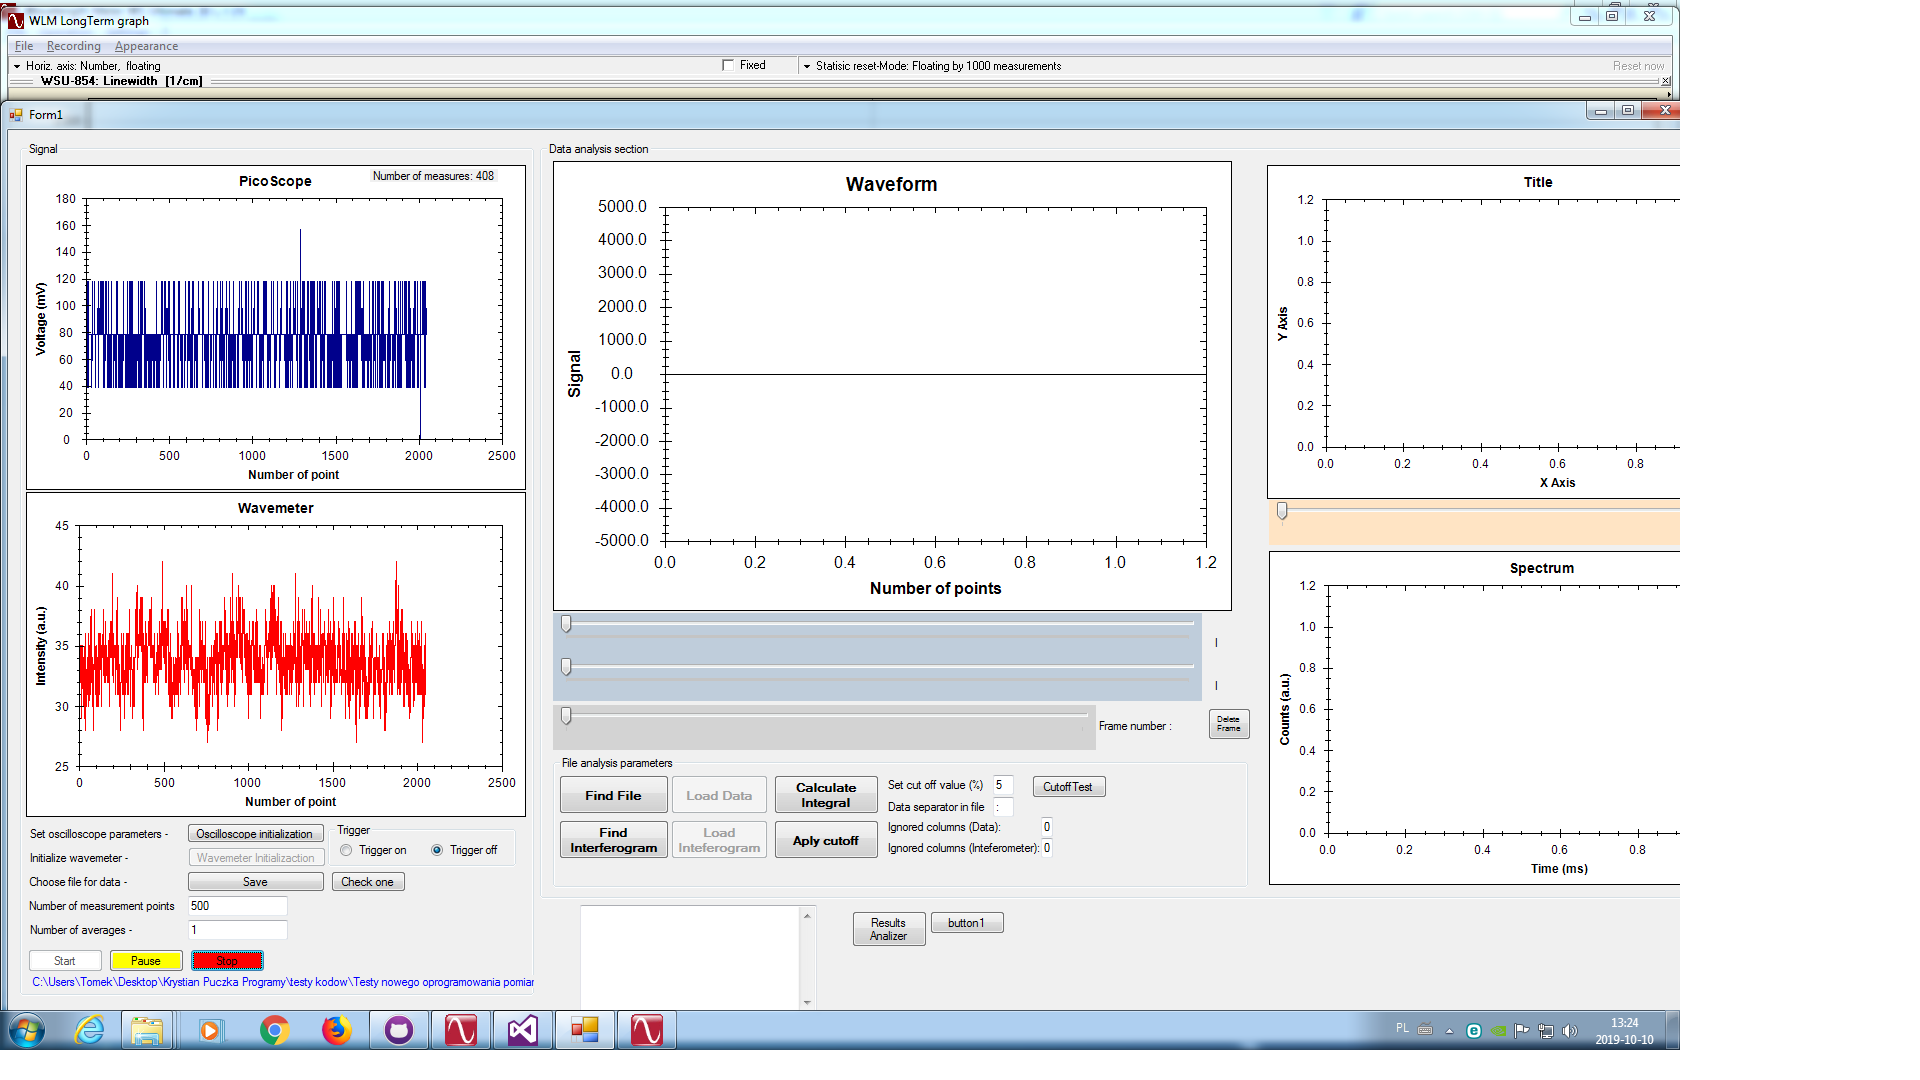 WLM LongTerm graph
File Recording Appearance
Horiz. axis: Number, floating
Fixed
Statisic reset-Mode: Floating by 1000 measurements
Reset now
WSU-854: Linewidth [1/cm]
Form1
Signal
PicoScope
Number of measures: 408
180
160
140
120
100
80
60
40
20
0
Voltage (mV)
0 500 1000 1500 2000 2500
Number of point
Wavemeter
45
40
35
30
25
Intensity (a.u.)
0 500 1000 1500 2000 2500
Number of point
Set oscilloscope parameters -
Oscilloscope initialization
Initialize wavemeter -
Wavemeter Initializaction
Trigger
Trigger on
Trigger off
Choose file for data -
Save
Check one
Number of measurement points
500
Number of averages -
1
Start
Pause
Stop
C:\Users\Tomek\Desktop\Krystian Puczka Programy\testy kodow\Testy nowego oprogramowania pomiar
Data analysis section
Waveform
5000.0
4000.0
3000.0
2000.0
1000.0
0.0
-1000.0
-2000.0
-3000.0
-4000.0
-5000.0
Signal
0.0 0.2 0.4 0.6 0.8 1.0 1.2
Number of points
I
I
Frame number :
Delete
Frame
File analysis parameters
Find File
Load Data
Calculate
Integral
Find
Interferogram
Load
Inteferogram
Aply cutoff
Set cut off value (%)
5
CutoffTest
Data separator in file
:
Ignored columns (Data):
0
Ignored columns (Inteferometer):
0
Results
Analizer
button1
Title
1.2
1.0
0.8
0.6
0.4
0.2
0.0
Y Axis
0.0 0.2 0.4 0.6 0.8
X Axis
Spectrum
1.2
1.0
0.8
0.6
0.4
0.2
0.0
Counts (a.u.)
0.0 0.2 0.4 0.6 0.8
Time (ms)
PL
13:24
2019-10-10